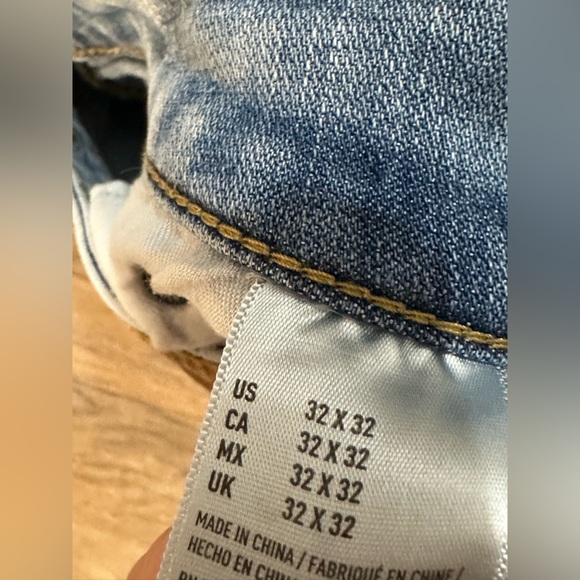 US 32 X 32
CA 32 X 32
MX 32 X 32
UK 32 X 32
MADE IN CHINA / FABRIQUÉ EN CHINE /
HECHO EN CHINA